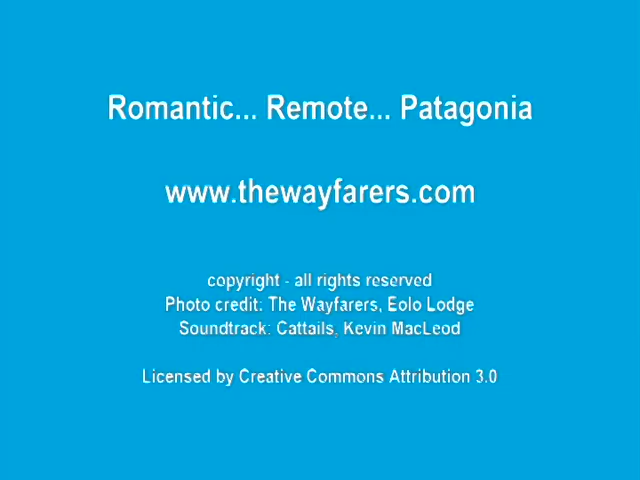 Romantic... Remote... Patagonia
www.thewayfarers.com
copyright - all rights reserved
Photo credit: The Wayfarers, Eolo Lodge
Soundtrack: Cattails, Kevin MacLeod
Licensed by Creative Commons Attribution 3.0